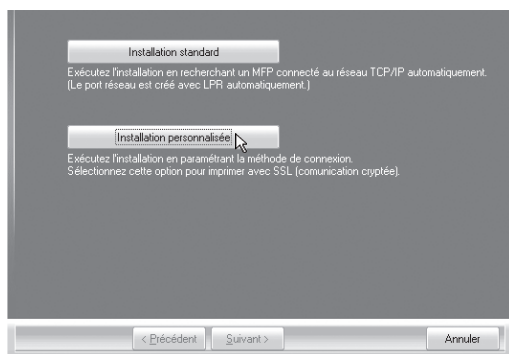 Installation standard
Exécutez l'installation en recherchant un MFP connecté au réseau TCP/IP automatiquement.
(Le port réseau est créé avec LPR automatiquement.)
Installation personnalisée
Exécutez l'installation en paramétrant la méthode de connexion.
Sélectionnez cette option pour imprimer avec SSL (comunication cryptée).
< Précédent
Suivant >
Annuler